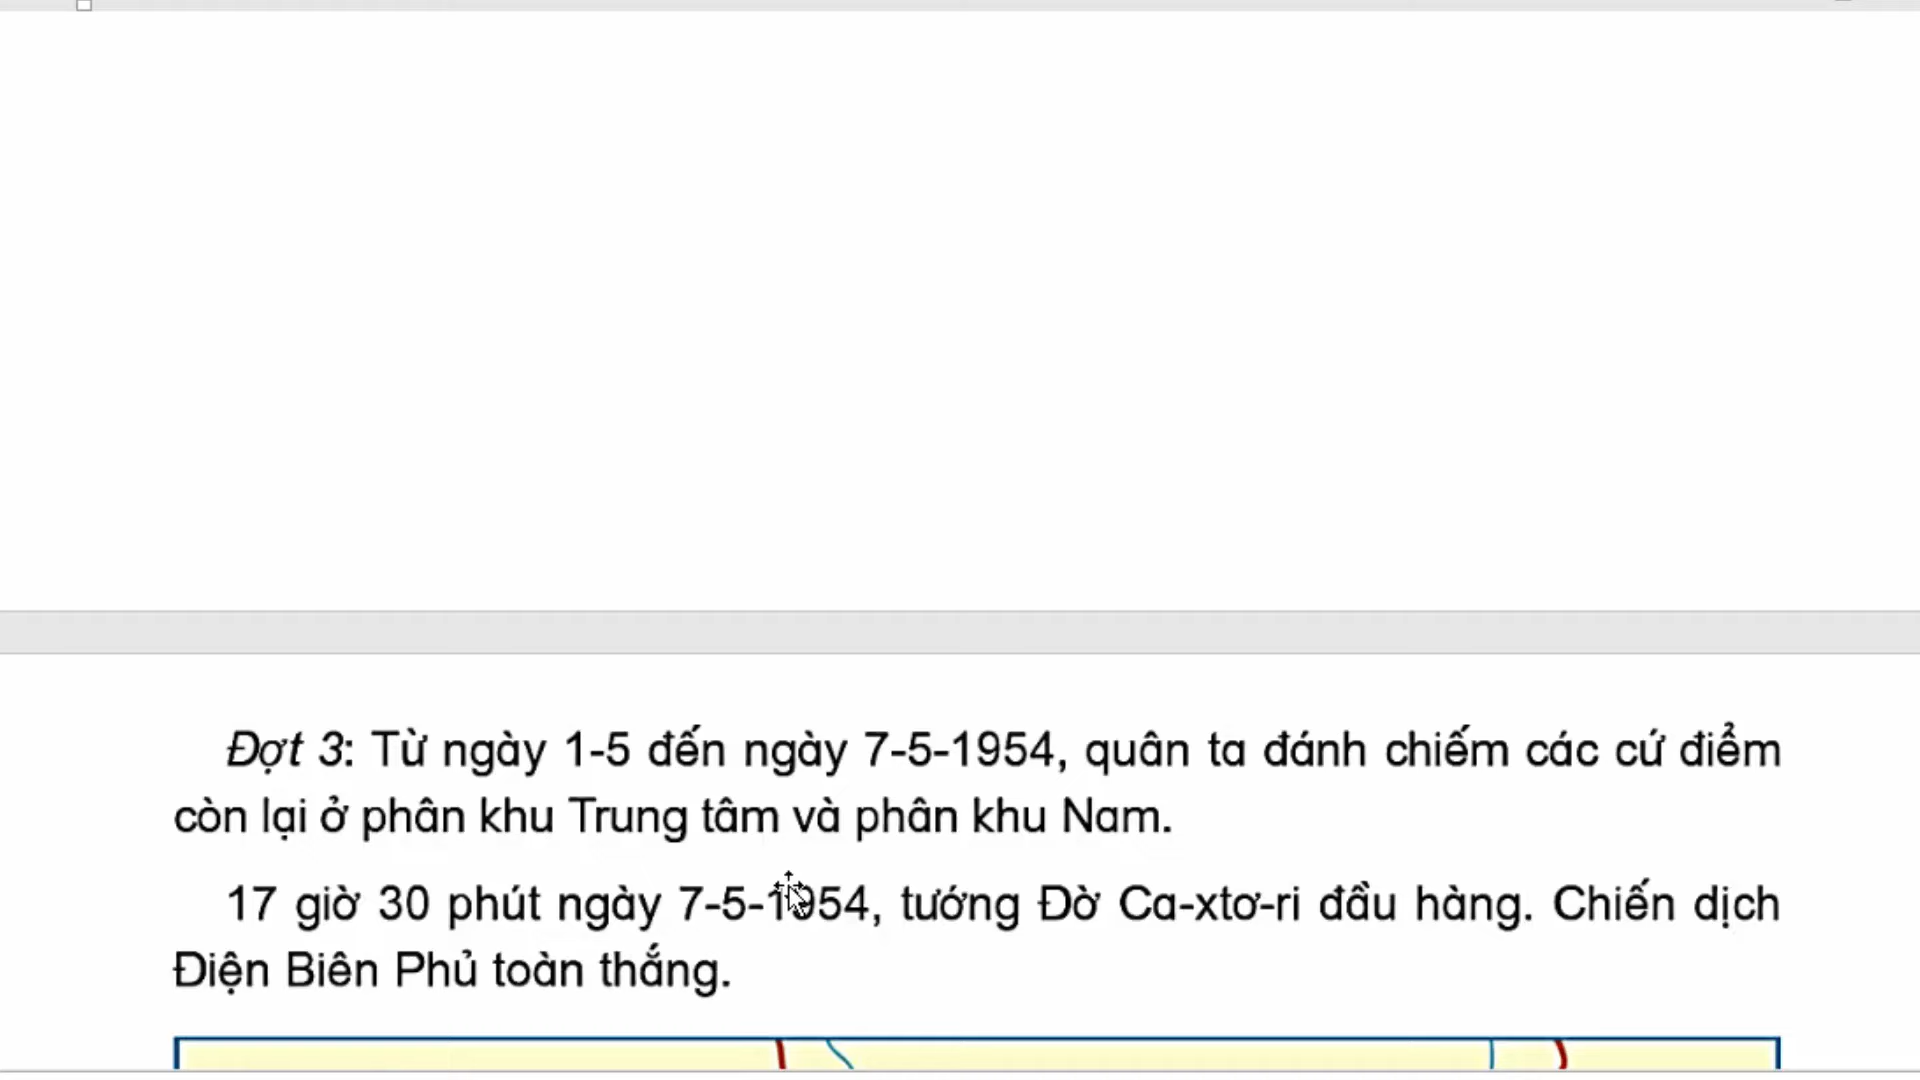 Đợt 3: Từ ngày 1-5 đến ngày 7-5-1954, quân ta đánh chiếm các cứ điểm
còn lại ở phân khu Trung tâm và phân khu Nam.
17 giờ 30 phút ngày 7-5-1954, tướng Đờ Ca-xtơ-ri đầu hàng. Chiến dịch
Điện Biên Phủ toàn thắng.